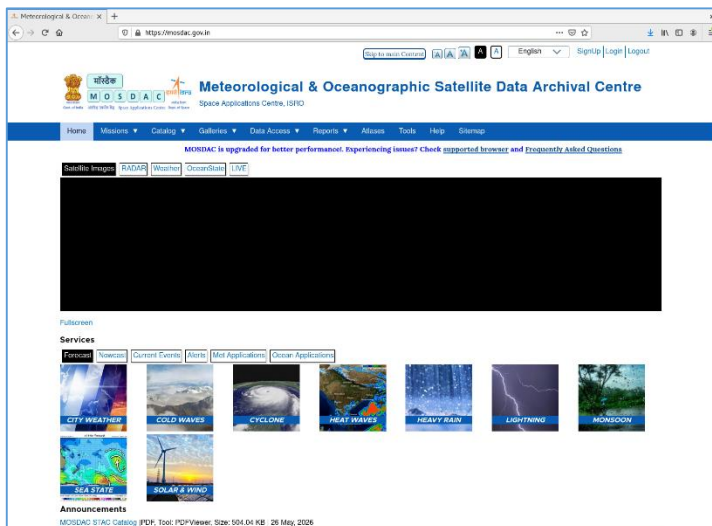 Meteorological & Ocean
https://mosdac.gov.in
Skip to main Content A A A A A English SignUp Login Logout
मॉस्डैक
M O S D A C
Meteorological & Oceanographic Satellite Data Archival Centre
Space Applications Centre, ISRO
Home Missions Catalog Galleries Data Access Reports Atlases Tools Help Sitemap
MOSDAC is upgraded for better performance!. Experiencing issues? Check supported browser and Frequently Asked Questions
Satellite Images RADAR Weather OceanState LIVE
Fullscreen
Services
Forecast Nowcast Current Events Alerts Met Applications Ocean Applications
CITY WEATHER COLD WAVES CYCLONE HEAT WAVES HEAVY RAIN LIGHTNING MONSOON
SEA STATE SOLAR & WIND
Announcements
MOSDAC STAC Catalog |PDF, Tool: PDFViewer, Size: 504.04 KB | 26 May, 2026